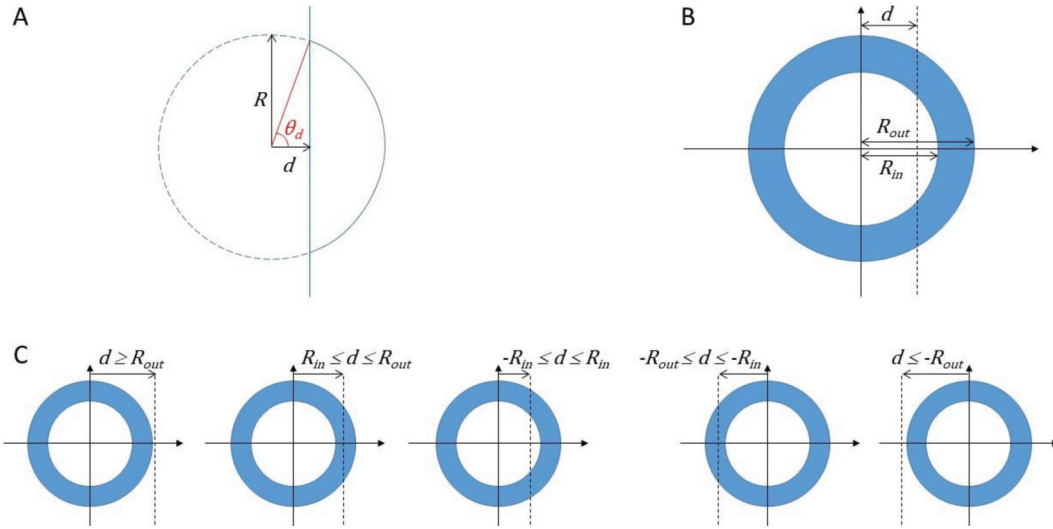 A
R
θd
d
B
d
Rout
Rin
C
d ≥ Rout
Rin ≤ d ≤ Rout
-Rin ≤ d ≤ Rin
-Rout ≤ d ≤ -Rin
d ≤ -Rout